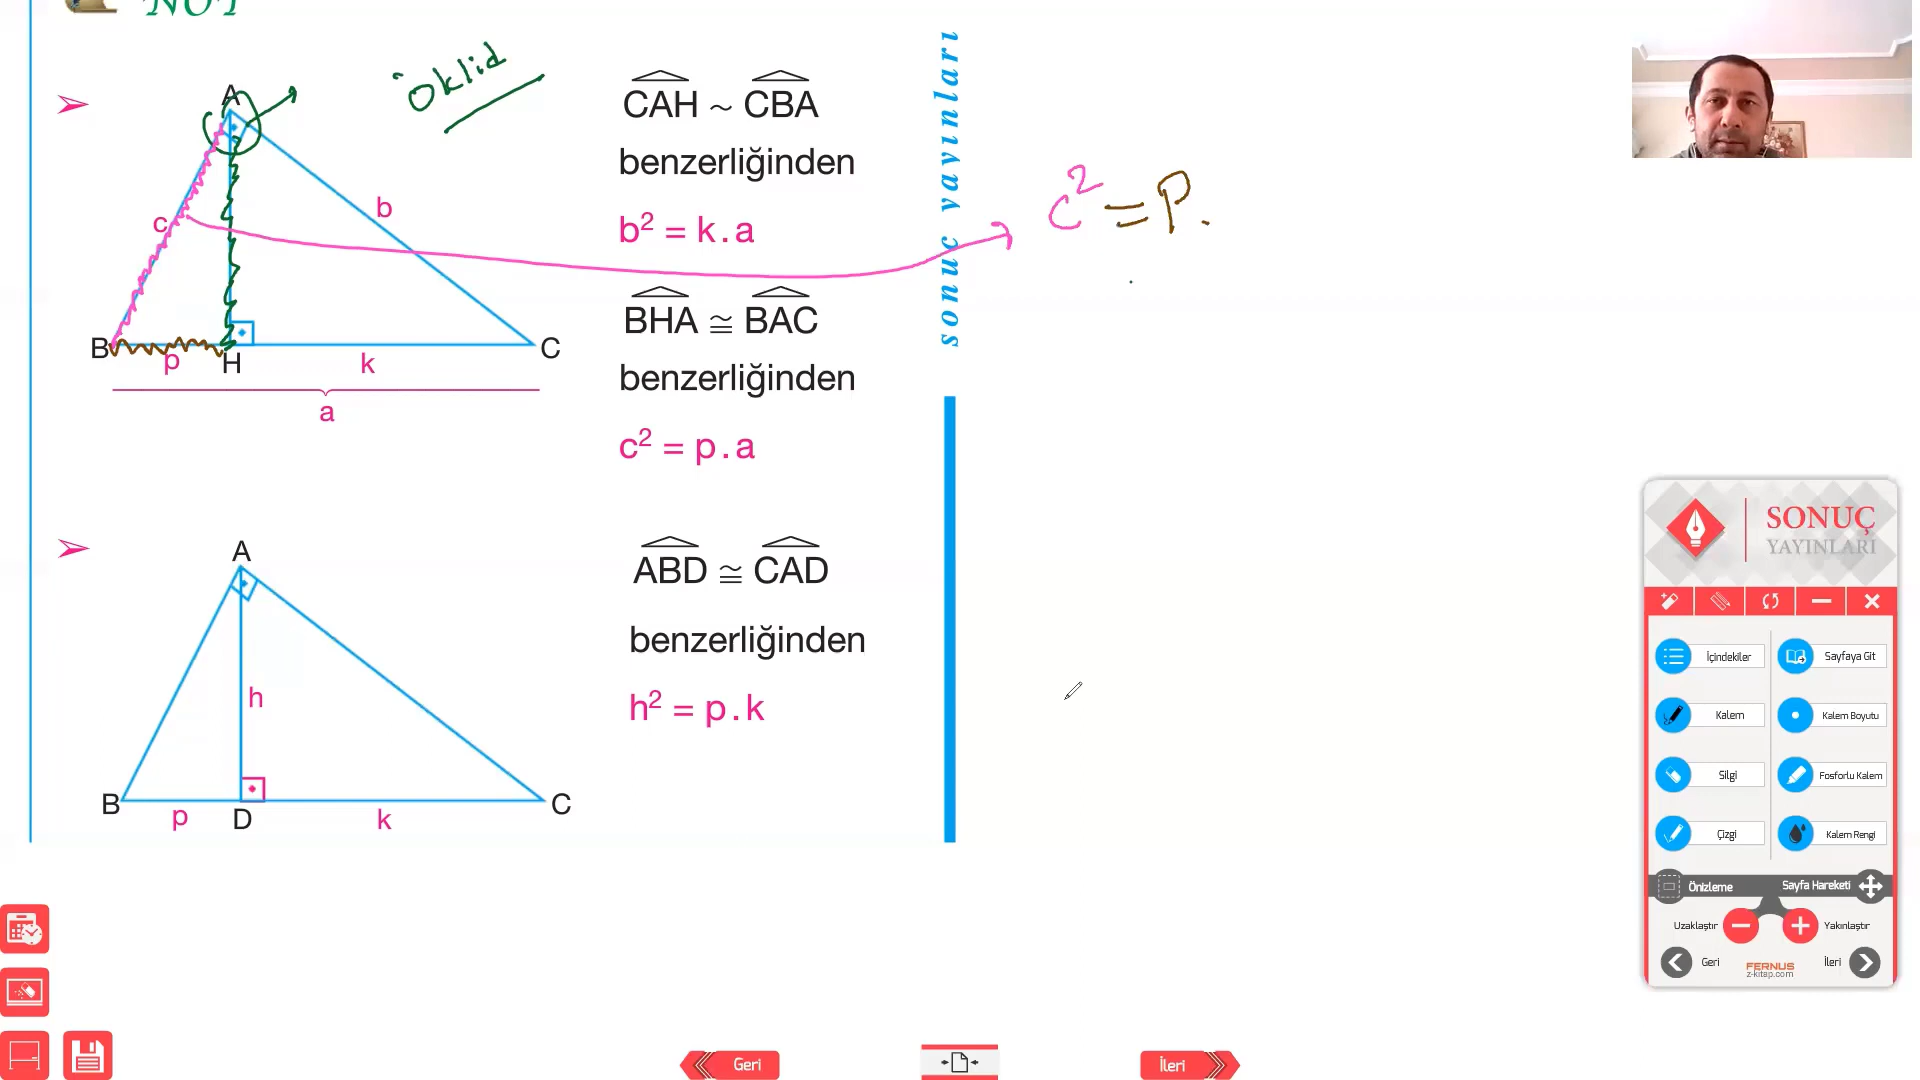 NOT
Öklid
A
c
b
B
p
H
k
C
a
CAH ~ CBA
benzerliğinden
b² = k.a
BHA ≅ BAC
benzerliğinden
c² = p.a
A
h
B
p
D
k
C
ABD ≅ CAD
benzerliğinden
h² = p.k
sonuç yayınları
c² = P.
SONUÇ
YAYINLARI
İçindekiler
Sayfaya Git
Kalem
Kalem Boyutu
Silgi
Fosforlu Kalem
Çizgi
Kalem Rengi
Önizleme
Sayfa Hareketi
Uzaklaştır
Yakınlaştır
Geri
FERNUS
z-kitap.com
İleri
Geri
İleri